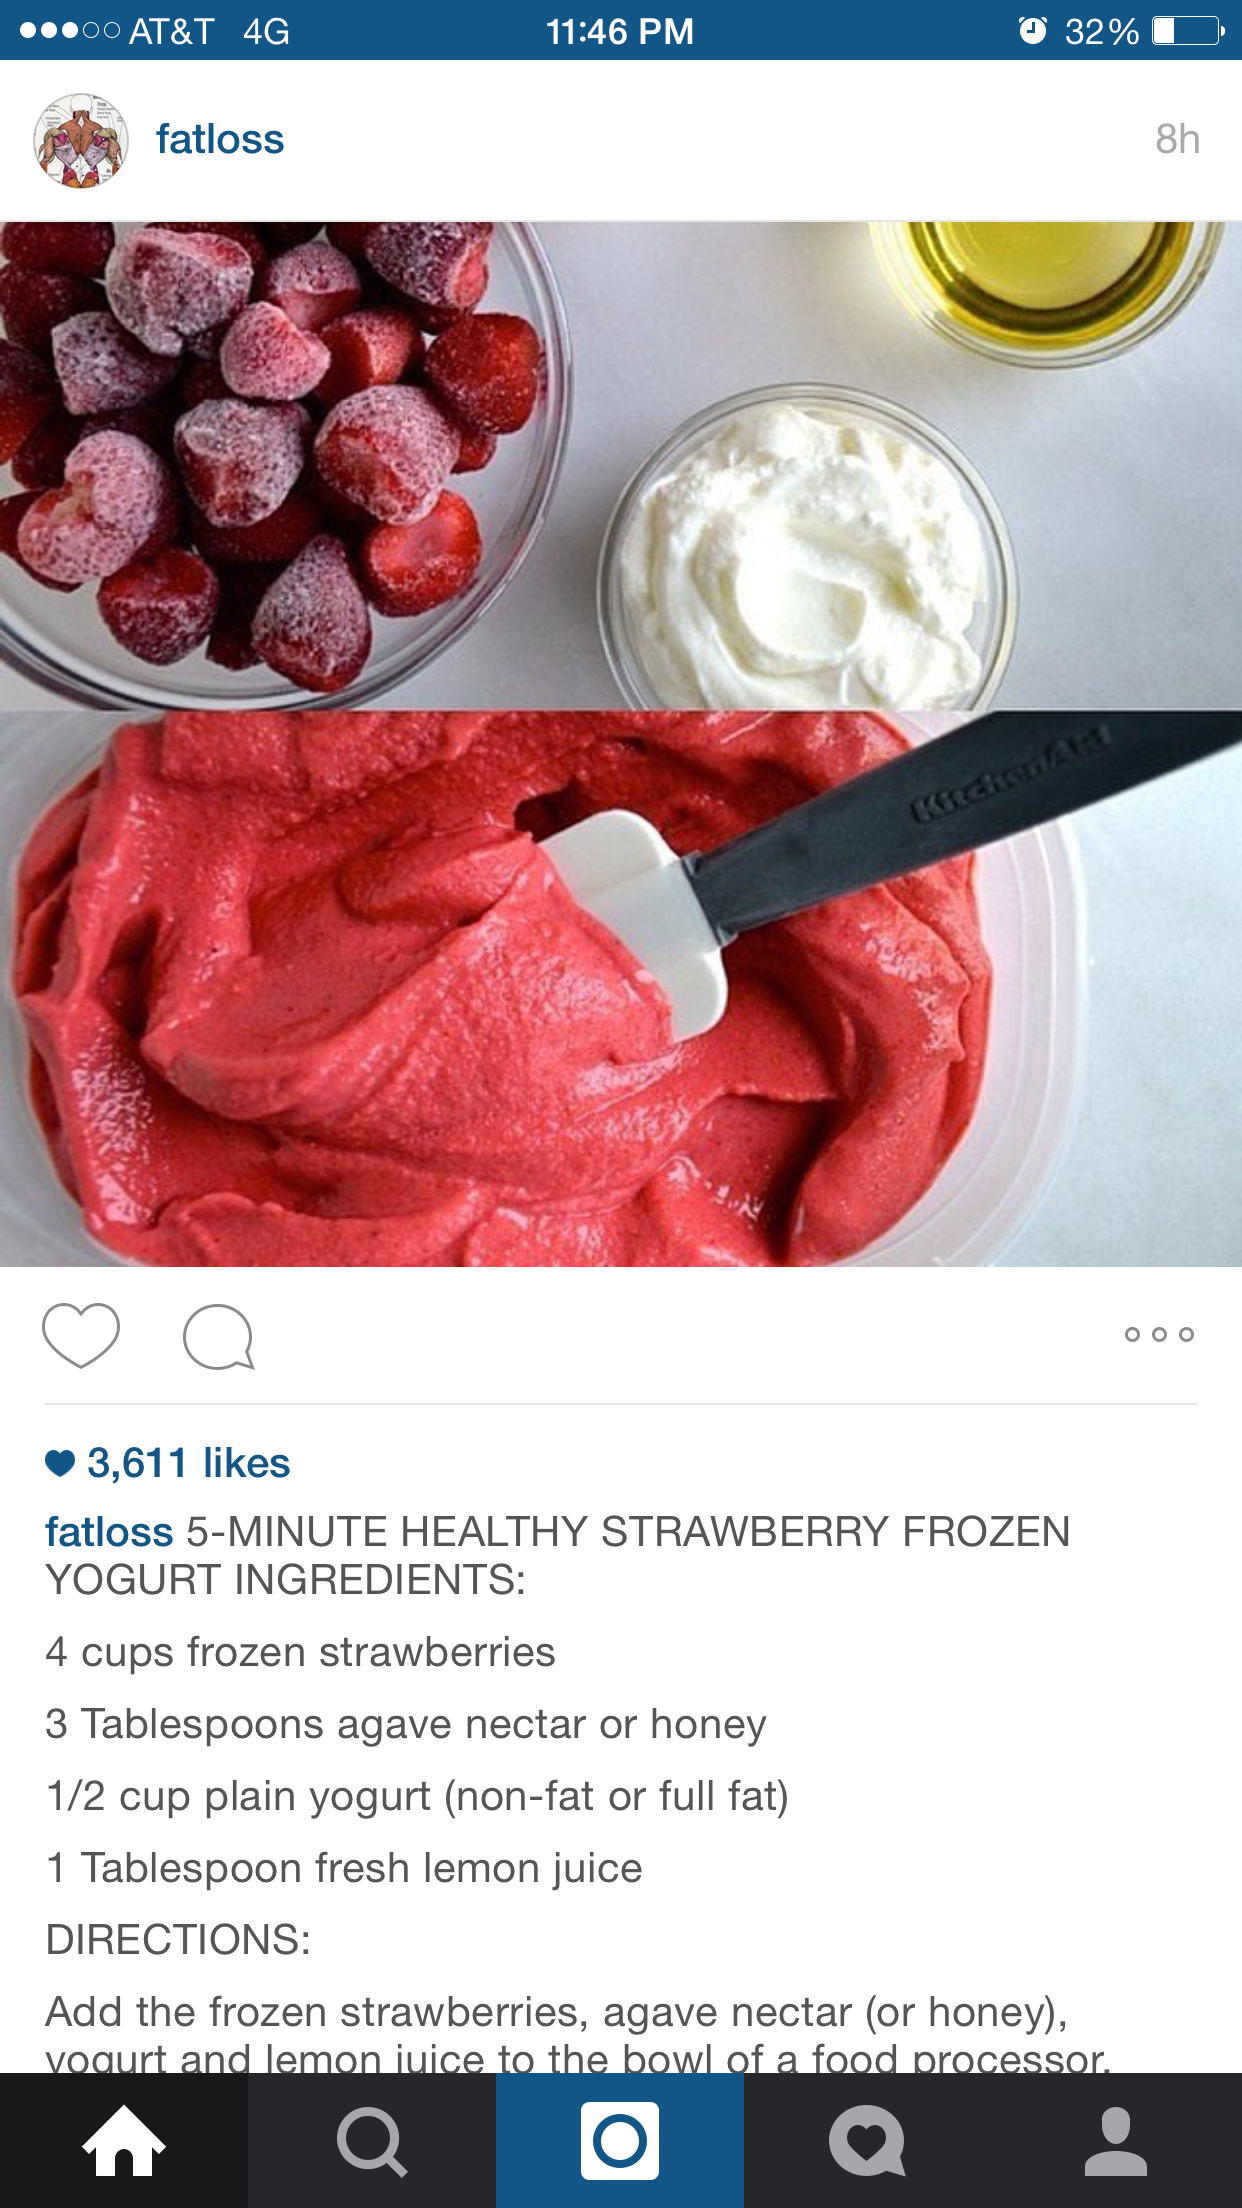 AT&T 4G 11:46 PM 32%
fatloss 8h
KitchenAid
3,611 likes
fatloss 5-MINUTE HEALTHY STRAWBERRY FROZEN
YOGURT INGREDIENTS:
4 cups frozen strawberries
3 Tablespoons agave nectar or honey
1/2 cup plain yogurt (non-fat or full fat)
1 Tablespoon fresh lemon juice
DIRECTIONS:
Add the frozen strawberries, agave nectar (or honey),
yogurt and lemon juice to the bowl of a food processor.